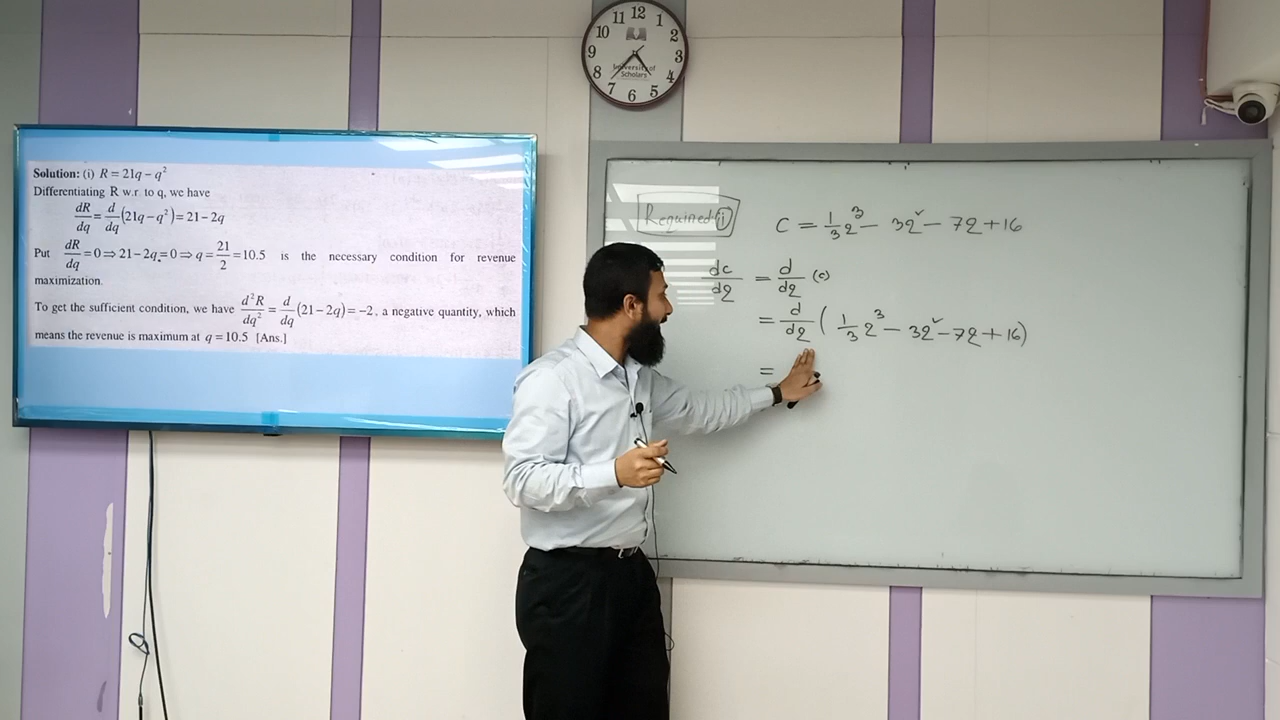 12
11 1
10 2
9 3
University of
Scholars
8 4
7 5
6
Solution: (i) R = 21q − q²
Differentiating R w.r to q, we have
dR/dq = d/dq (21q − q²) = 21 − 2q
Put dR/dq = 0 ⇒ 21 − 2q = 0 ⇒ q = 21/2 = 10.5 is the necessary condition for revenue
maximization.
To get the sufficient condition, we have d²R/dq² = d/dq (21 − 2q) = −2, a negative quantity, which
means the revenue is maximum at q = 10.5 [Ans.]
Required (i)
C = 1/3 q³ − 3q² − 7q + 16
dc/dq = d/dq (c)
= d/dq ( 1/3 q³ − 3q² − 7q + 16)
=